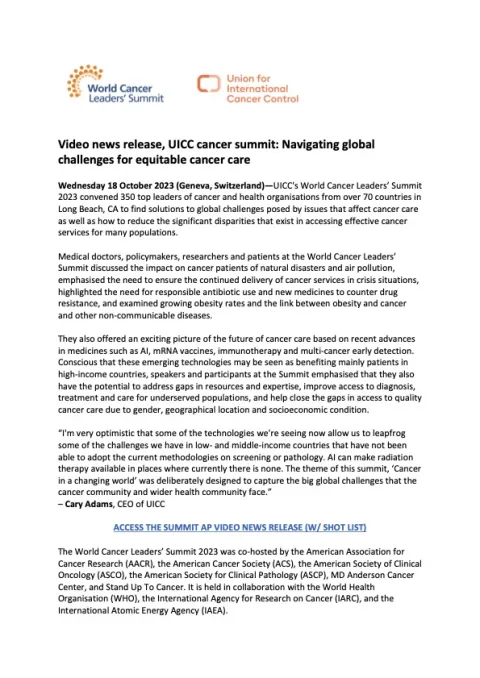 World Cancer
Leaders' Summit
Union for
International
Cancer Control
Video news release, UICC cancer summit: Navigating global
challenges for equitable cancer care
Wednesday 18 October 2023 (Geneva, Switzerland)—UICC's World Cancer Leaders' Summit
2023 convened 350 top leaders of cancer and health organisations from over 70 countries in
Long Beach, CA to find solutions to global challenges posed by issues that affect cancer care
as well as how to reduce the significant disparities that exist in accessing effective cancer
services for many populations.
Medical doctors, policymakers, researchers and patients at the World Cancer Leaders'
Summit discussed the impact on cancer patients of natural disasters and air pollution,
emphasised the need to ensure the continued delivery of cancer services in crisis situations,
highlighted the need for responsible antibiotic use and new medicines to counter drug
resistance, and examined growing obesity rates and the link between obesity and cancer
and other non-communicable diseases.
They also offered an exciting picture of the future of cancer care based on recent advances
in medicines such as AI, mRNA vaccines, immunotherapy and multi-cancer early detection.
Conscious that these emerging technologies may be seen as benefiting mainly patients in
high-income countries, speakers and participants at the Summit emphasised that they also
have the potential to address gaps in resources and expertise, improve access to diagnosis,
treatment and care for underserved populations, and help close the gaps in access to quality
cancer care due to gender, geographical location and socioeconomic condition.
"I'm very optimistic that some of the technologies we're seeing now allow us to leapfrog
some of the challenges we have in low- and middle-income countries that have not been
able to adopt the current methodologies on screening or pathology. AI can make radiation
therapy available in places where currently there is none. The theme of this summit, 'Cancer
in a changing world' was deliberately designed to capture the big global challenges that the
cancer community and wider health community face."
– Cary Adams, CEO of UICC
ACCESS THE SUMMIT AP VIDEO NEWS RELEASE (W/ SHOT LIST)
The World Cancer Leaders' Summit 2023 was co-hosted by the American Association for
Cancer Research (AACR), the American Cancer Society (ACS), the American Society of Clinical
Oncology (ASCO), the American Society for Clinical Pathology (ASCP), MD Anderson Cancer
Center, and Stand Up To Cancer. It is held in collaboration with the World Health
Organisation (WHO), the International Agency for Research on Cancer (IARC), and the
International Atomic Energy Agency (IAEA).